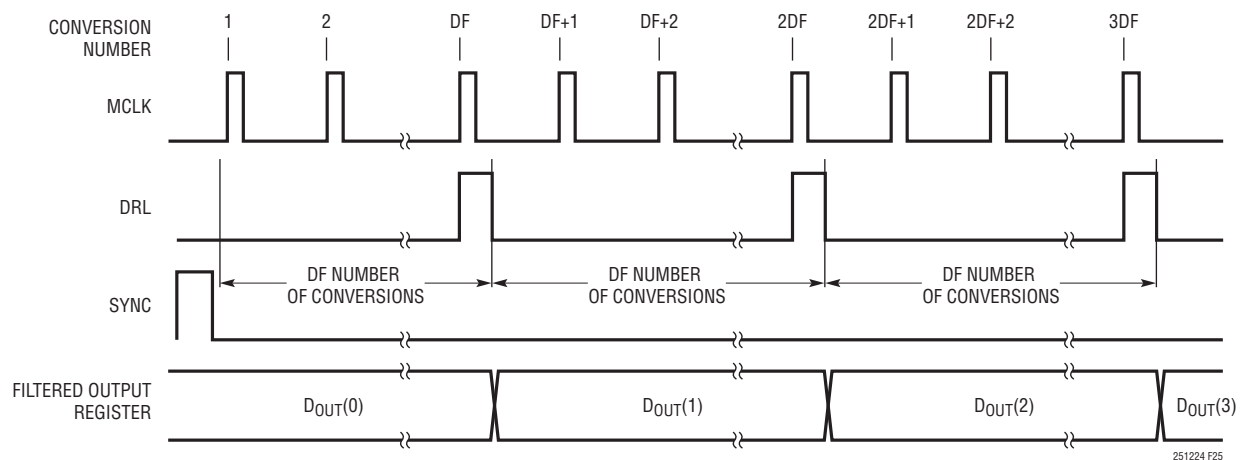 CONVERSION
NUMBER
1 2 DF DF+1 DF+2 2DF 2DF+1 2DF+2 3DF
MCLK
DRL
DF NUMBER
OF CONVERSIONS
DF NUMBER
OF CONVERSIONS
DF NUMBER
OF CONVERSIONS
SYNC
FILTERED OUTPUT
REGISTER
DOUT(0) DOUT(1) DOUT(2) DOUT(3)
251224 F25